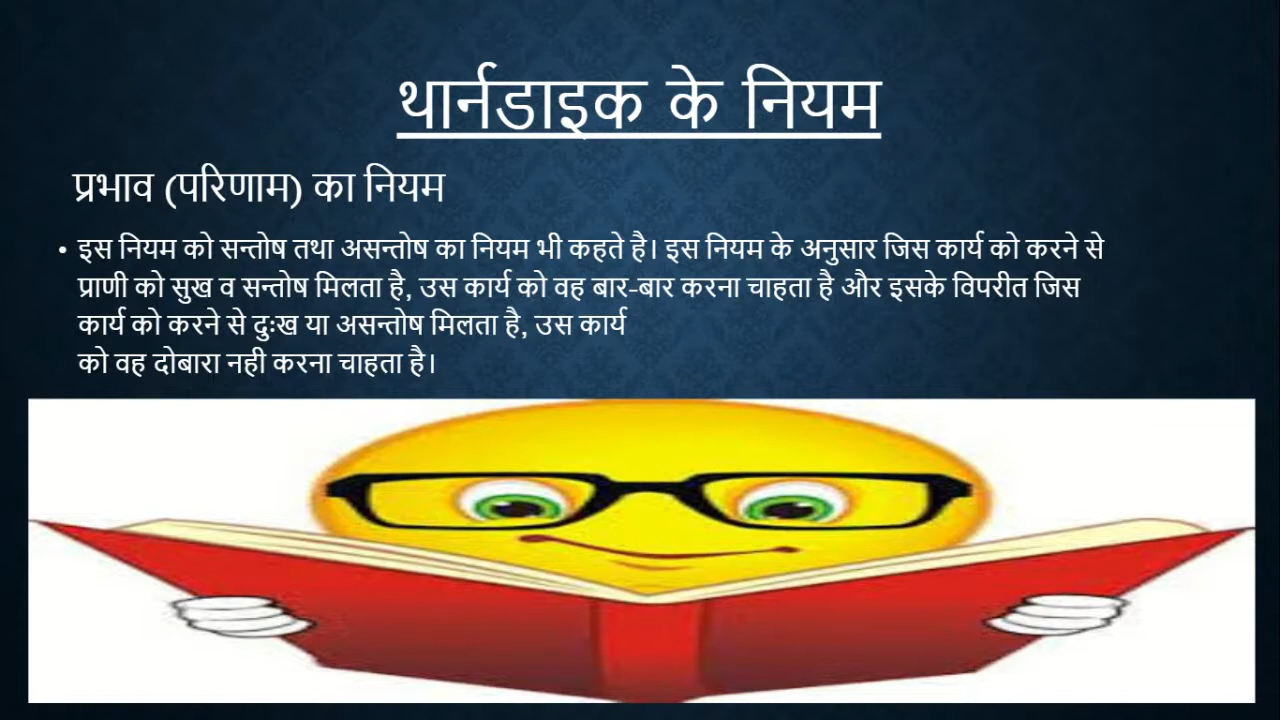 थार्नडाइक के नियम
प्रभाव (परिणाम) का नियम
• इस नियम को सन्तोष तथा असन्तोष का नियम भी कहते है। इस नियम के अनुसार जिस कार्य को करने से
प्राणी को सुख व सन्तोष मिलता है, उस कार्य को वह बार-बार करना चाहता है और इसके विपरीत जिस
कार्य को करने से दुःख या असन्तोष मिलता है, उस कार्य
को वह दोबारा नही करना चाहता है।